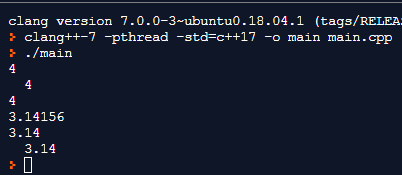 clang version 7.0.0-3~ubuntu0.18.04.1 (tags/RELEA
> clang++-7 -pthread -std=c++17 -o main main.cpp
> ./main
4
  4
4
3.14156
3.14
  3.14
>